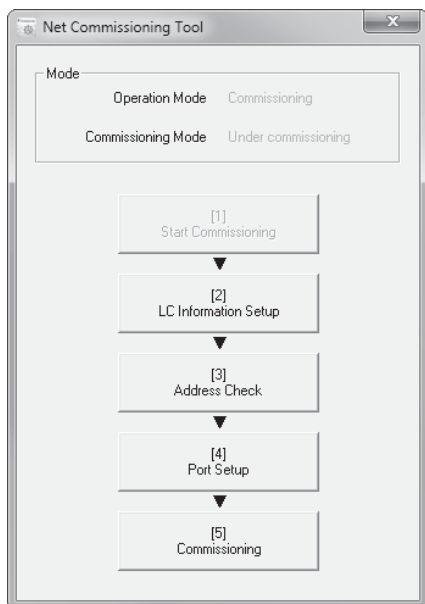 Net Commissioning Tool
Mode
Operation Mode Commissioning
Commissioning Mode Under commissioning
[1]
Start Commissioning
[2]
LC Information Setup
[3]
Address Check
[4]
Port Setup
[5]
Commissioning